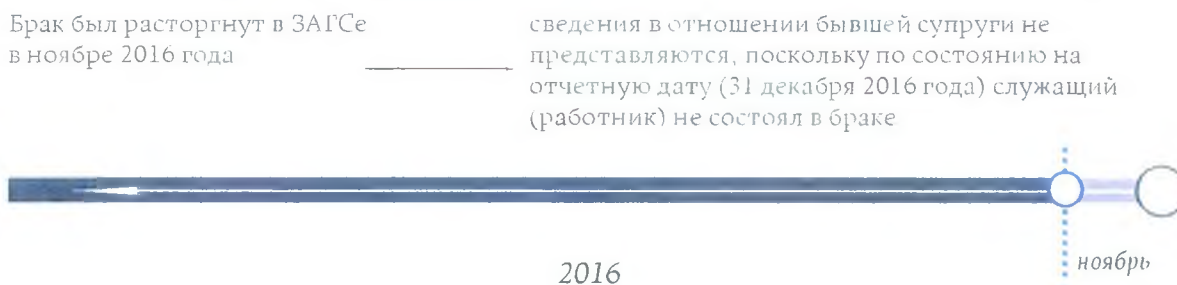 Брак был расторгнут в ЗАГСе
в ноябре 2016 года
сведения в отношении бывшей супруги не
представляются, поскольку по состоянию на
отчетную дату (31 декабря 2016 года) служащий
(работник) не состоял в браке
2016
ноябрь